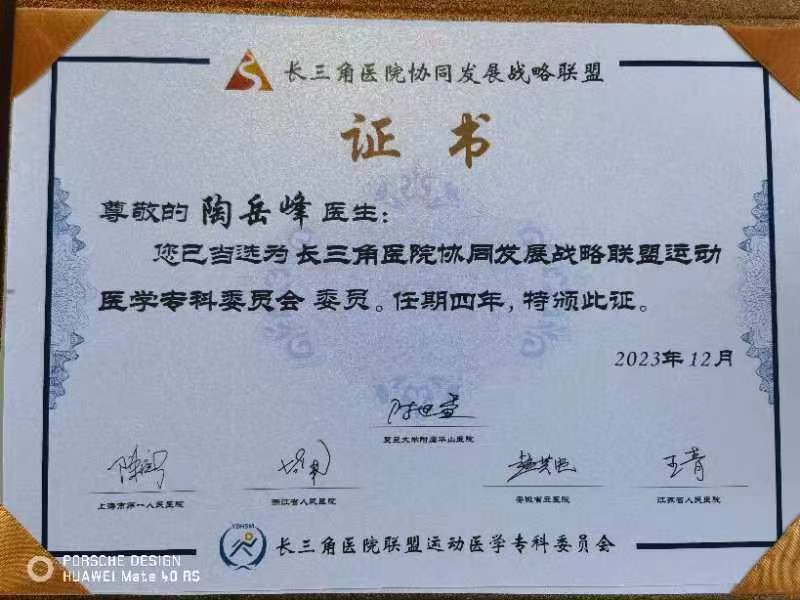 长三角医院协同发展战略联盟
证书
尊敬的 陶岳峰 医生：
您已当选为长三角医院协同发展战略联盟运动
医学专科委员会 委员。任期四年，特颁此证。
2023年12月
复旦大学附属华山医院
上海市第一人民医院
浙江省人民医院
安徽省立医院
江苏省人民医院
长三角医院联盟运动医学专科委员会
PORSCHE DESIGN
HUAWEI Mate 40 RS